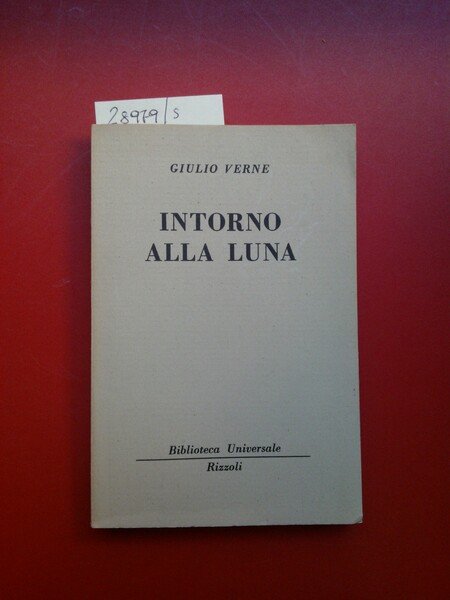 28979/s
GIULIO VERNE
INTORNO
ALLA LUNA
Biblioteca Universale
Rizzoli